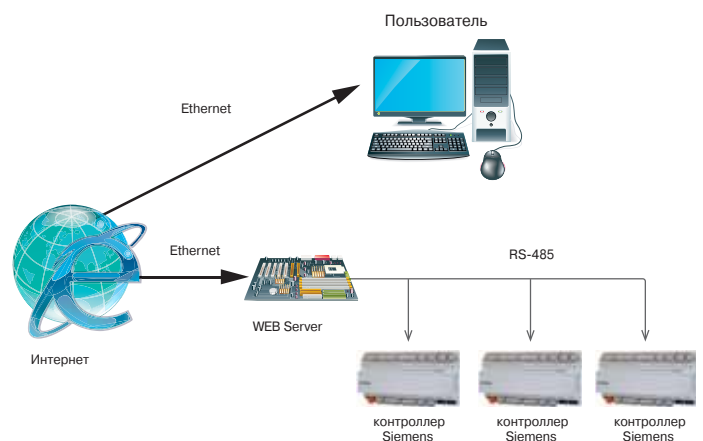 Пользователь
Ethernet
Ethernet
RS-485
WEB Server
Интернет
контроллер
Siemens
контроллер
Siemens
контроллер
Siemens